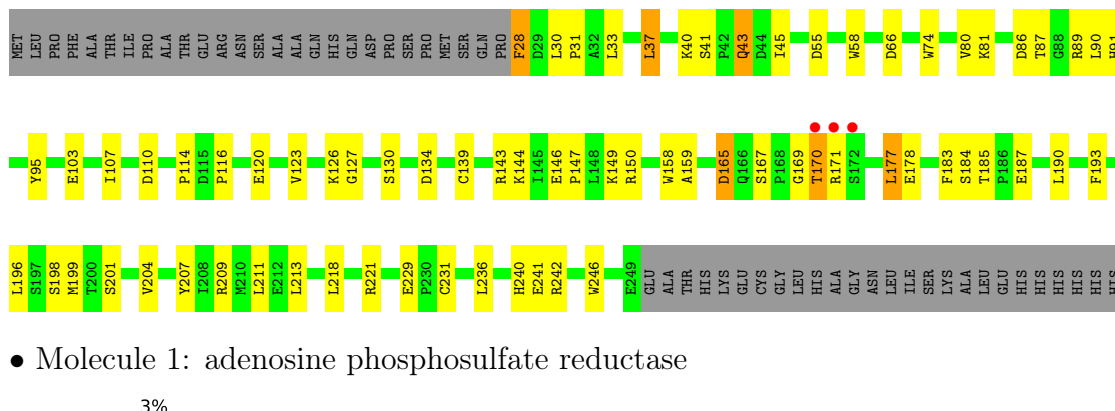 MET LEU PRO PHE ALA THR ILE PRO ALA THR GLU ARG ASN SER ALA ALA GLN HIS GLN ASP PRO SER PRO MET SER GLN PRO F28 D29 L30 P31 A32 L33 L37 K40 S41 P42 Q43 D44 I45 D55 W58 D66 W74 V80 K81 D86 T87 G88 R89 L90 H91
Y95 E103 I107 D110 P114 D115 P116 E120 V123 K126 G127 S130 D134 C139 R143 K144 I145 E146 P147 L148 K149 R150 W158 A159 D165 Q166 S167 P168 G169 T170 R171 S172 L177 E178 F183 S184 T185 P186 E187 L190 F193
L196 S197 S198 M199 T200 S201 V204 Y207 I208 R209 M210 L211 E212 L213 L218 R221 E229 P230 G231 L236 H240 E241 R242 W246 E249 GLU ALA THR HIS LYS GLU CYS GLY LEU HIS ALA GLY ASN LEU ILE SER LYS ALA LEU GLU HIS HIS HIS HIS HIS HIS
• Molecule 1: adenosine phosphosulfate reductase
3%